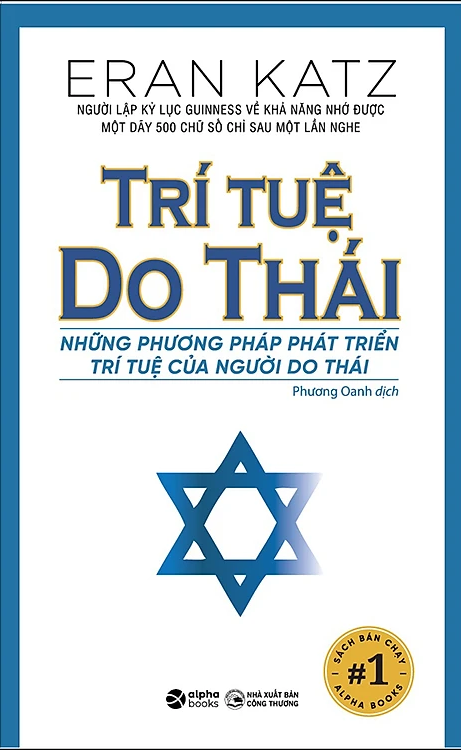 ERAN KATZ
NGƯỜI LẬP KỶ LỤC GUINNESS VỀ KHẢ NĂNG NHỚ ĐƯỢC
MỘT DÃY 500 CHỮ SỐ CHỈ SAU MỘT LẦN NGHE
TRÍ TUỆ
DO THÁI
NHỮNG PHƯƠNG PHÁP PHÁT TRIỂN
TRÍ TUỆ CỦA NGƯỜI DO THÁI
Phương Oanh dịch
SÁCH BÁN CHẠY
#1
ALPHA BOOKS
alpha
books
NHÀ XUẤT BẢN
CÔNG THƯƠNG